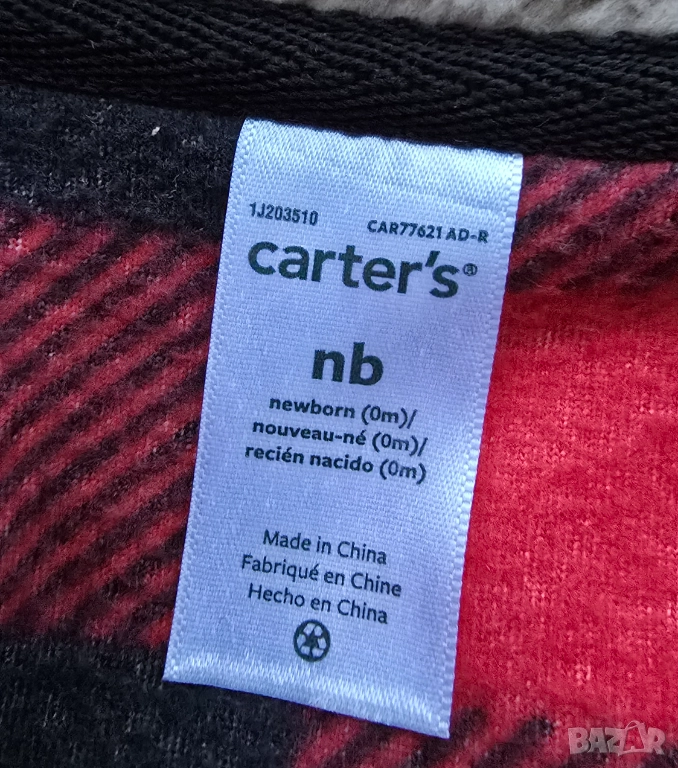 1J203510 CAR77621 AD-R
carter's®
nb
newborn (0m)/
nouveau-né (0m)/
recién nacido (0m)
Made in China
Fabriqué en Chine
Hecho en China
BAZAR